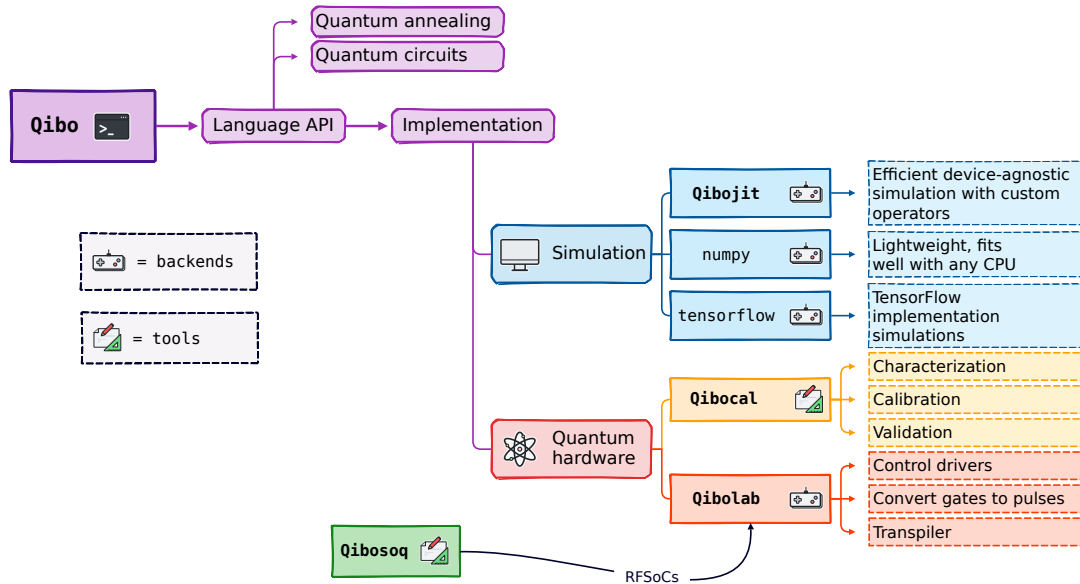 Quantum annealing
Quantum circuits
Qibo
>_
Language API
Implementation
Qibojit
Efficient device-agnostic
simulation with custom
operators
= backends
Simulation
numpy
Lightweight, fits
well with any CPU
= tools
tensorflow
TensorFlow
implementation
simulations
Quantum
hardware
Qibocal
Characterization
Calibration
Validation
Qibolab
Control drivers
Convert gates to pulses
Transpiler
Qibosoq
RFSoCs